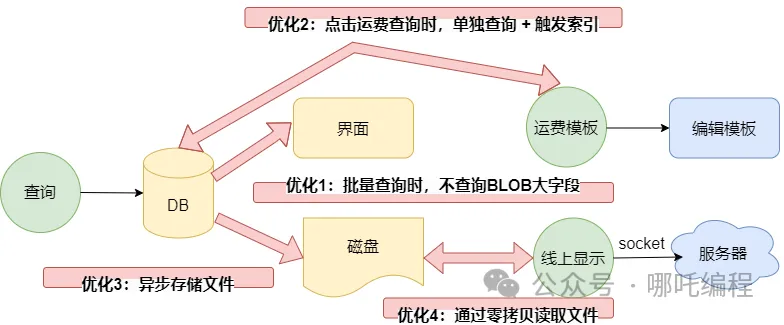 优化2：点击运费查询时，单独查询 + 触发索引
界面
运费模板
编辑模板
查询
DB
优化1：批量查询时，不查询BLOB大字段
磁盘
线上显示
socket
服务器
优化3：异步存储文件
公众号 · 哪吒编程
优化4：通过零拷贝读取文件